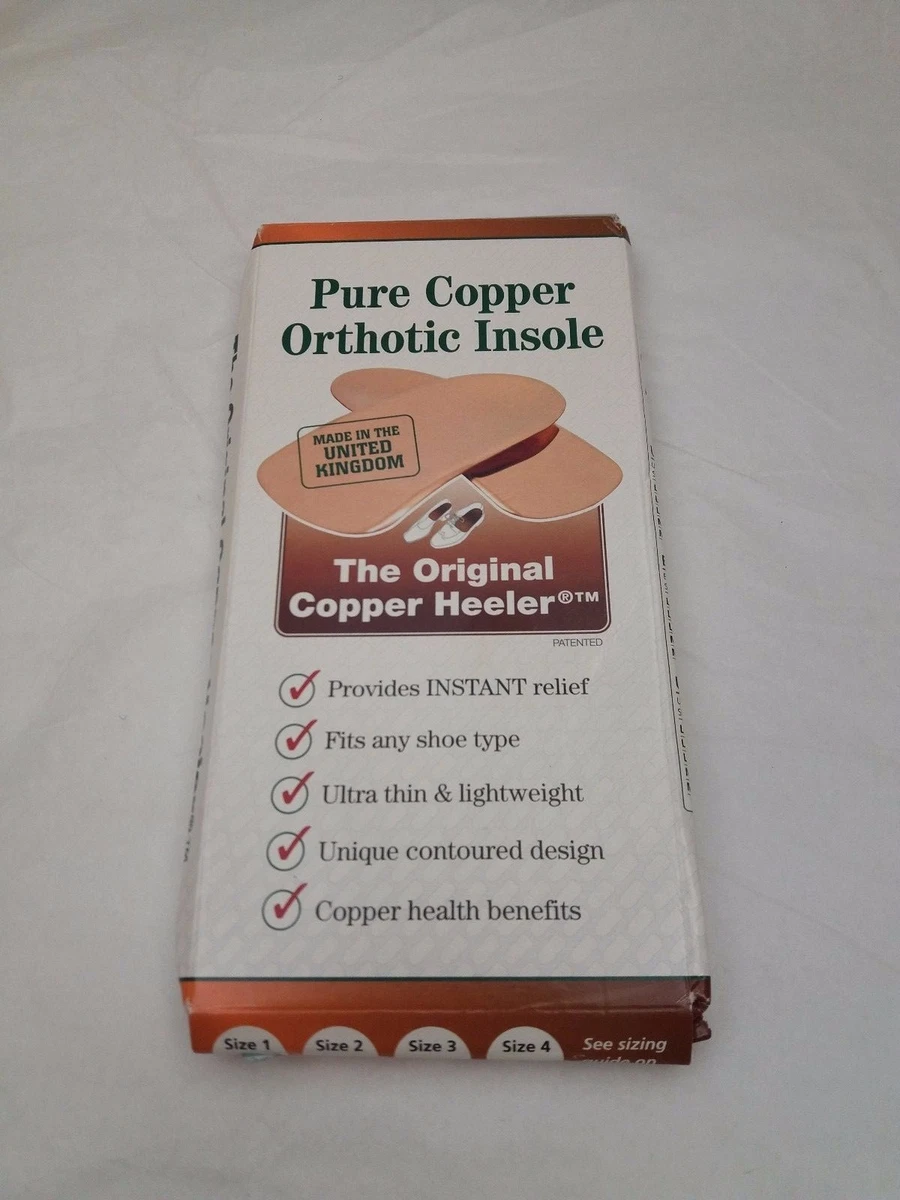 Pure Copper
Orthotic Insole
MADE IN THE
UNITED
KINGDOM
The Original
Copper Heeler®™
PATENTED
Provides INSTANT relief
Fits any shoe type
Ultra thin & lightweight
Unique contoured design
Copper health benefits
Size 1
Size 2
Size 3
Size 4
See sizing
guide on